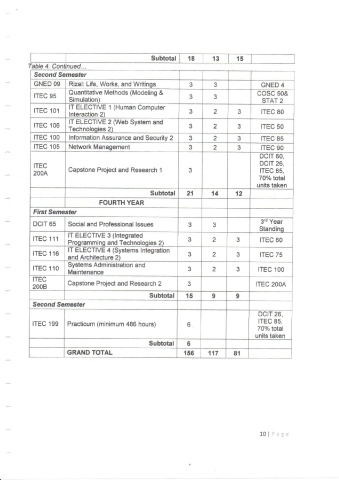 Subtotal 18 13 15
Table 4. Continued...
Second Semester
GNED 09 Rizal: Life, Works, and Writings 3 3 GNED 4
ITEC 95 Quantitative Methods (Modeling & Simulation) 3 3 COSC 50& STAT 2
ITEC 101 IT ELECTIVE 1 (Human Computer Interaction 2) 3 2 3 ITEC 80
ITEC 106 IT ELECTIVE 2 (Web System and Technologies 2) 3 2 3 ITEC 50
ITEC 100 Information Assurance and Security 2 3 2 3 ITEC 85
ITEC 105 Network Management 3 2 3 ITEC 90
ITEC 200A Capstone Project and Research 1 3 DCIT 60, DCIT 26, ITEC 85, 70% total units taken
Subtotal 21 14 12
FOURTH YEAR
First Semester
DCIT 65 Social and Professional Issues 3 3 3rd Year Standing
ITEC 111 IT ELECTIVE 3 (Integrated Programming and Technologies 2) 3 2 3 ITEC 60
ITEC 116 IT ELECTIVE 4 (Systems Integration and Architecture 2) 3 2 3 ITEC 75
ITEC 110 Systems Administration and Maintenance 3 2 3 ITEC 100
ITEC 200B Capstone Project and Research 2 3 ITEC 200A
Subtotal 15 9 9
Second Semester
ITEC 199 Practicum (minimum 486 hours) 6 DCIT 26, ITEC 85, 70% total units taken
Subtotal 6
GRAND TOTAL 156 117 81
10 | Page